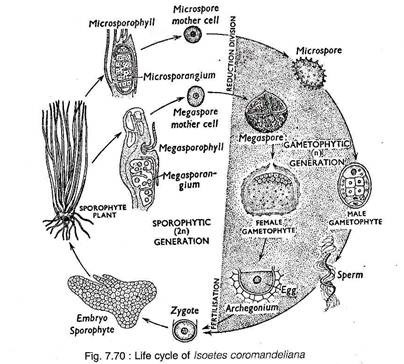 Microsporophyll
Microspore
mother cell
Microsporangium
REDUCTION DIVISION
Microspore
Megaspore
mother cell
Megasporophyll
Megasporan-
gium
Megaspore
GAMETOPHYTIC
(n)
GENERATION
SPOROPHYTE
PLANT
SPOROPHYTIC
(2n)
GENERATION
FEMALE
GAMETOPHYTE
MALE
GAMETOPHYTE
Sperm
Egg
Archegonium
FERTILISATION
Zygote
Embryo
Sporophyte
Fig. 7.70 : Life cycle of Isoetes coromandeliana